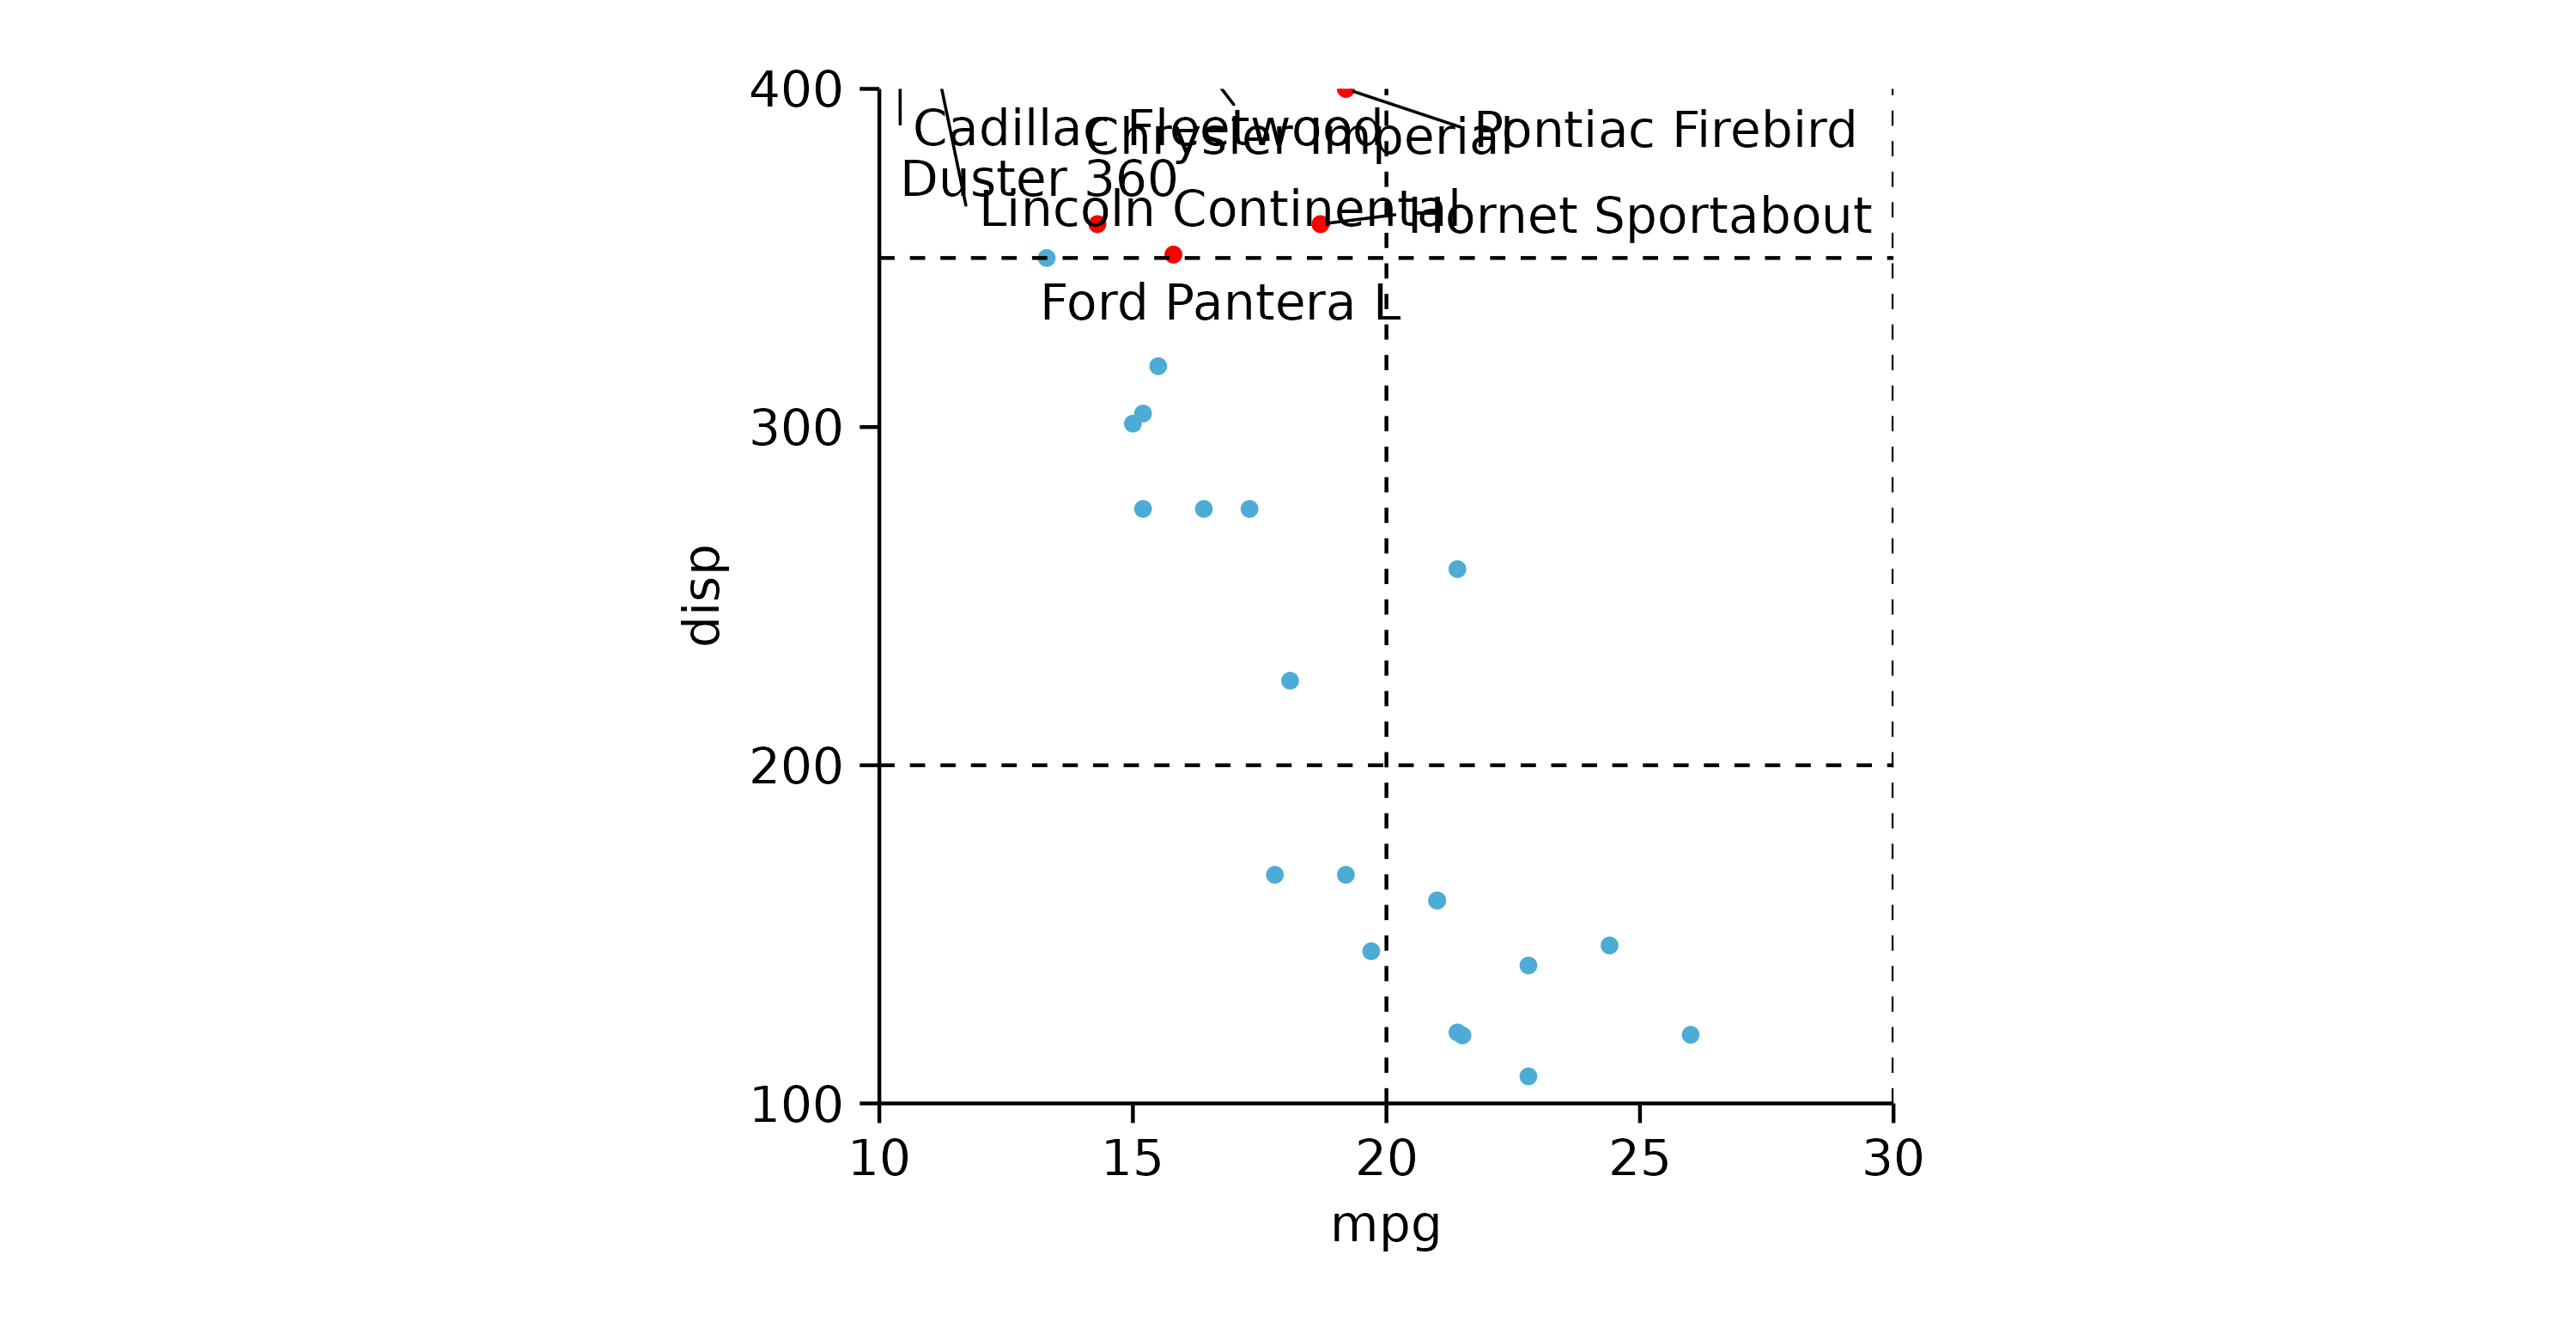 400
Cadillac Fleetwood
Chrysler Imperial
Pontiac Firebird
Duster 360
Lincoln Continental
Hornet Sportabout
Ford Pantera L
300
disp
200
100
10 15 20 25 30
mpg